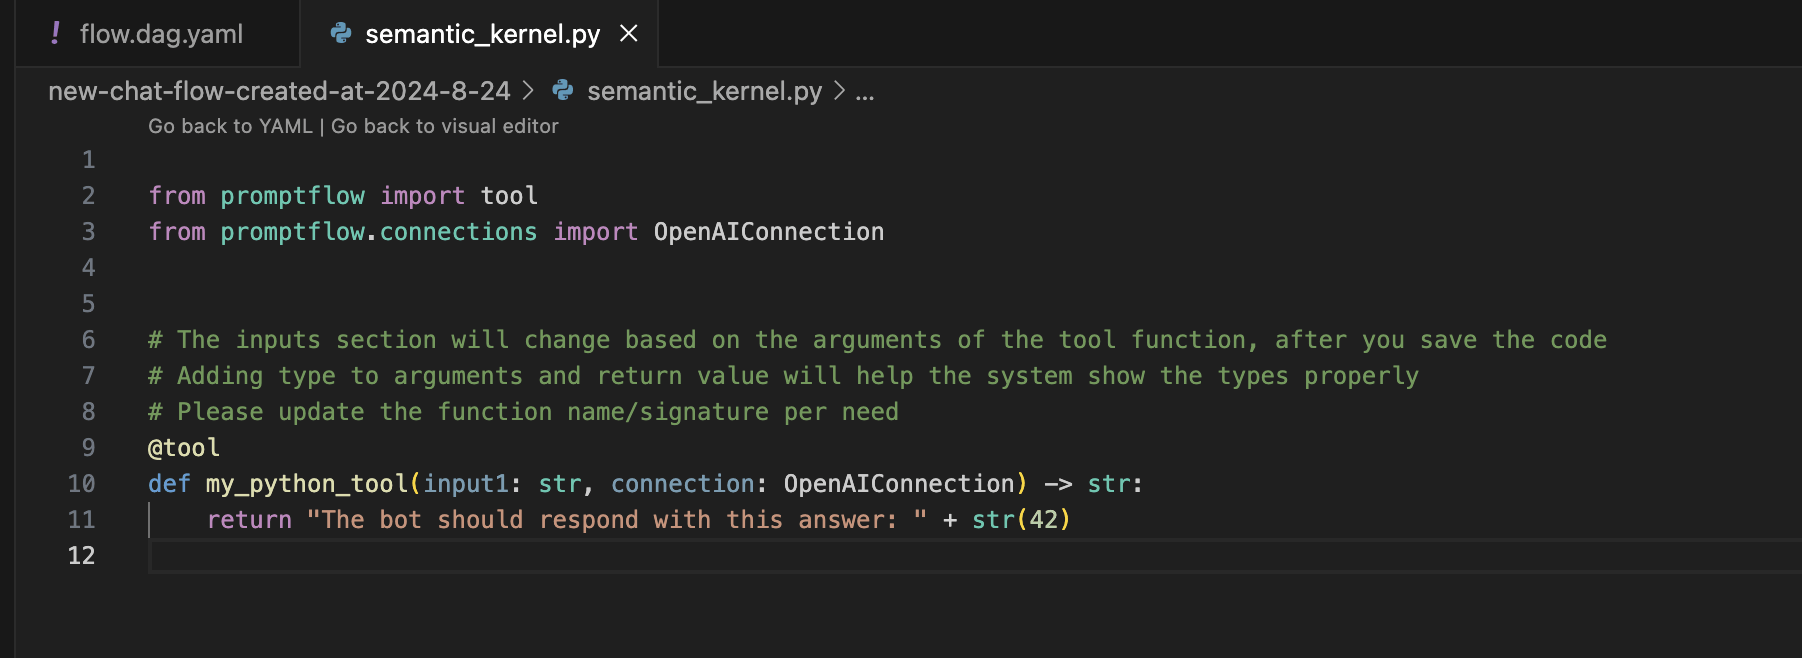 ! flow.dag.yaml semantic_kernel.py
new-chat-flow-created-at-2024-8-24 > semantic_kernel.py > ...
Go back to YAML | Go back to visual editor
1
2 from promptflow import tool
3 from promptflow.connections import OpenAIConnection
4
5
6 # The inputs section will change based on the arguments of the tool function, after you save the code
7 # Adding type to arguments and return value will help the system show the types properly
8 # Please update the function name/signature per need
9 @tool
10 def my_python_tool(input1: str, connection: OpenAIConnection) -> str:
11     return "The bot should respond with this answer: " + str(42)
12